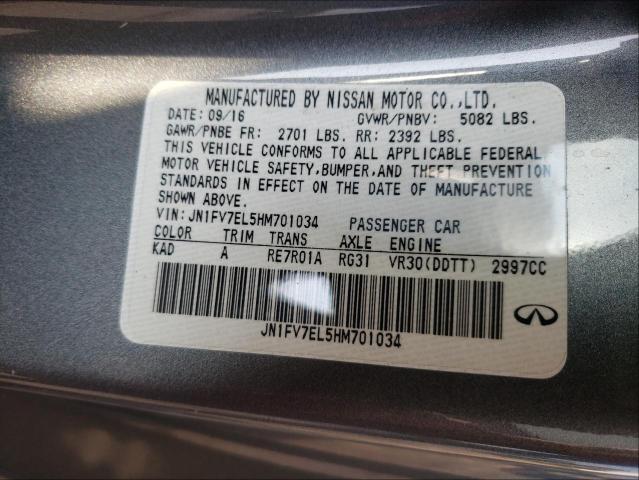 MANUFACTURED BY NISSAN MOTOR CO.,LTD.
DATE: 09/16 GVWR/PNBV: 5082 LBS.
GAWR/PNBE FR: 2701 LBS. RR: 2392 LBS.
THIS VEHICLE CONFORMS TO ALL APPLICABLE FEDERAL
MOTOR VEHICLE SAFETY,BUMPER,AND THEFT PREVENTION
STANDARDS IN EFFECT ON THE DATE OF MANUFACTURE
SHOWN ABOVE.
VIN: JN1FV7EL5HM701034 PASSENGER CAR
COLOR TRIM TRANS AXLE ENGINE
KAD A RE7R01A RG31 VR30(DDTT) 2997CC
JN1FV7EL5HM701034